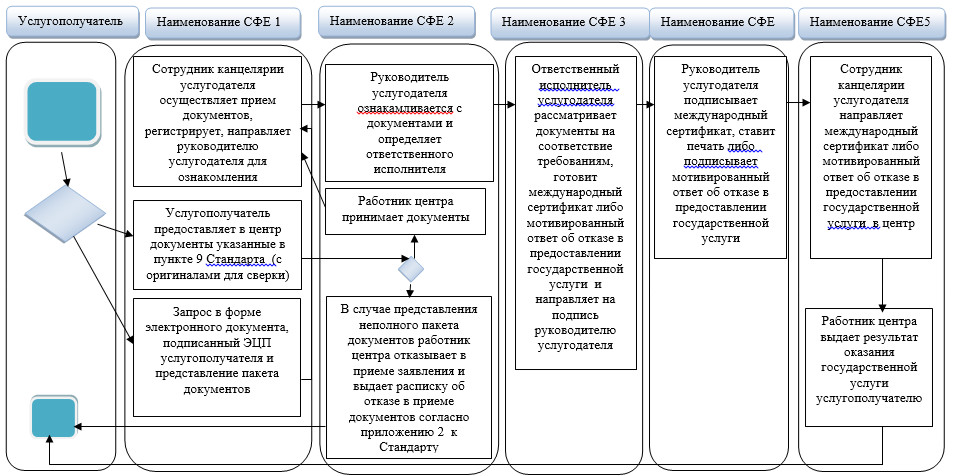 Услугополучатель
Наименование СФЕ 1
Наименование СФЕ 2
Наименование СФЕ 3
Наименование СФЕ
Наименование СФЕ5
Сотрудник канцелярии
услугодателя
осуществляет прием
документов,
регистрирует, направляет
руководителю
услугодателя для
ознакомления
Услугополучатель
предоставляет в центр
документы указанные в
пункте 9 Стандарта (с
оригиналами для сверки)
Запрос в форме
электронного документа,
подписанный ЭЦП
услугополучателя и
представление пакета
документов
Руководитель
услугодателя
ознакамливается с
документами и
определяет
ответственного
исполнителя
Работник центра
принимает документы
В случае представления
неполного пакета
документов работник
центра отказывает в
приеме заявления и
выдает расписку об
отказе в приеме
документов согласно
приложению 2 к
Стандарту
Ответственный
исполнитель
услугодателя
рассматривает
документы на
соответствие
требованиям,
готовит
международный
сертификат либо
мотивированный
ответ об отказе в
предоставлении
государственной
услуги и
направляет на
подпись
руководителю
услугодателя
Руководитель
услугодателя
подписывает
международный
сертификат, ставит
печать либо
подписывает
мотивированный
ответ об отказе в
предоставлении
государственной
услуги
Сотрудник
канцелярии
услугодателя
направляет
международный
сертификат либо
мотивированный
ответ об отказе в
предоставлении
государственной
услуги в центр
Работник центра
выдает результат
оказания
государственной
услуги
услугополучателю